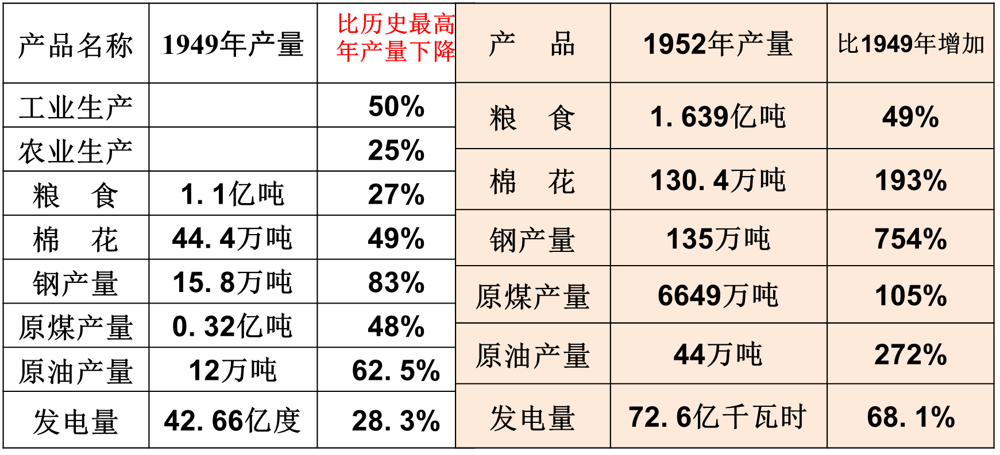 产品名称 1949年产量 比历史最高
年产量下降
工业生产 50%
农业生产 25%
粮 食 1.1亿吨 27%
棉 花 44.4万吨 49%
钢产量 15.8万吨 83%
原煤产量 0.32亿吨 48%
原油产量 12万吨 62.5%
发电量 42.66亿度 28.3%
产 品 1952年产量 比1949年增加
粮 食 1.639亿吨 49%
棉 花 130.4万吨 193%
钢产量 135万吨 754%
原煤产量 6649万吨 105%
原油产量 44万吨 272%
发电量 72.6亿千瓦时 68.1%